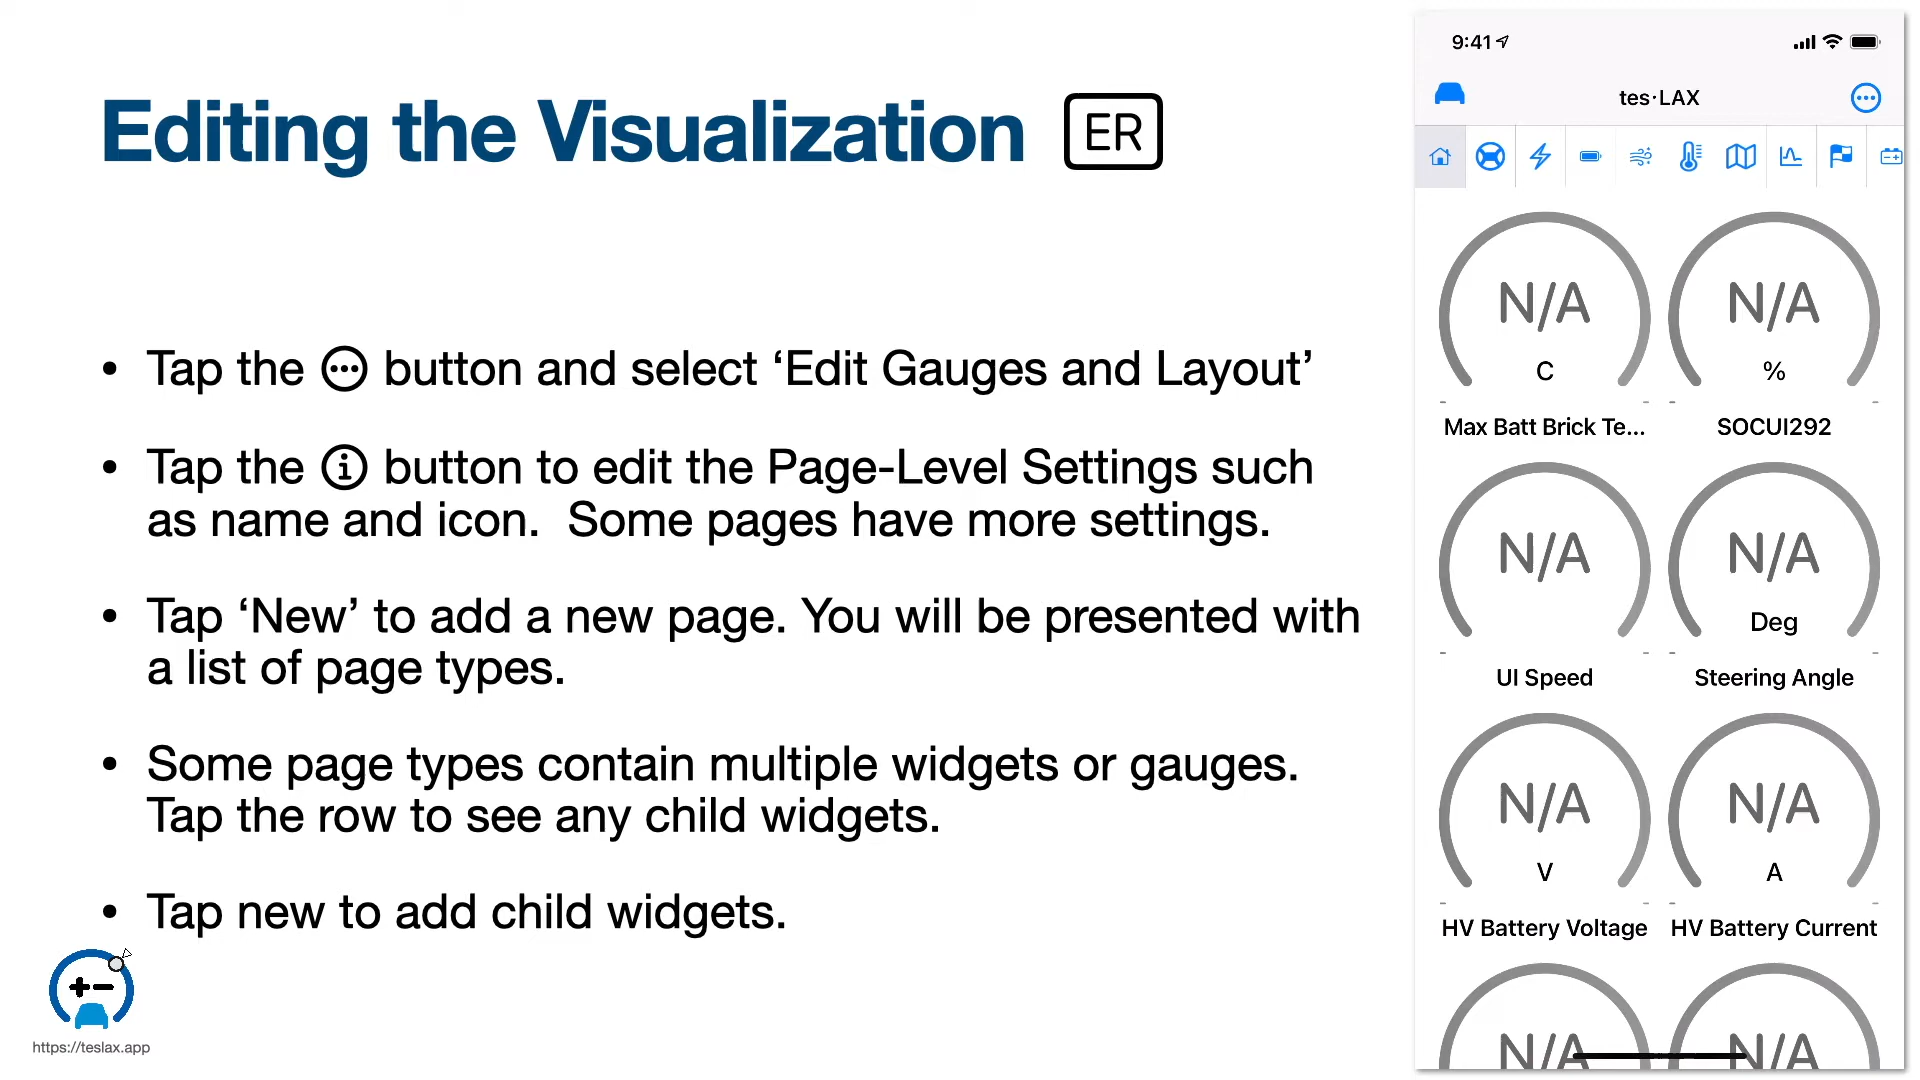 Editing the Visualization ER
• Tap the button and select ‘Edit Gauges and Layout’
• Tap the button to edit the Page-Level Settings such
as name and icon.  Some pages have more settings.
• Tap ‘New’ to add a new page. You will be presented with
a list of page types.
• Some page types contain multiple widgets or gauges.
Tap the row to see any child widgets.
• Tap new to add child widgets.
https://teslax.app
9:41
tes·LAX
N/A N/A
C %
- - - -
Max Batt Brick Te... SOCUI292
N/A N/A
Deg
- - - -
UI Speed Steering Angle
N/A N/A
V A
- - - -
HV Battery Voltage HV Battery Current
N/A N/A